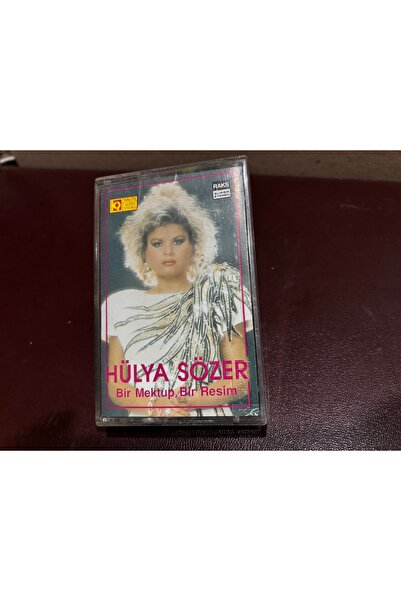 RAKS
HÜLYA SÖZER
Bir Mektup, Bir Resim